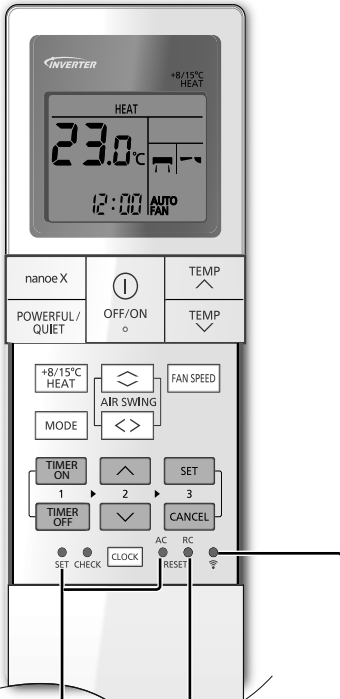 INVERTER
+8/15°C
HEAT
HEAT
23.0°C
12:00 AUTO FAN
nanoe X
POWERFUL/
QUIET
OFF/ON
TEMP
TEMP
+8/15°C
HEAT
AIR SWING
FAN SPEED
MODE
TIMER
ON
SET
1 2 3
TIMER
OFF
CANCEL
AC RC
SET CHECK CLOCK RESET